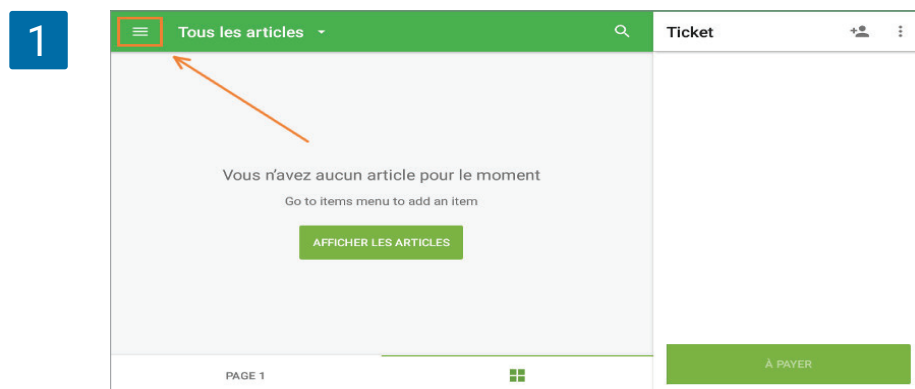 1
Tous les articles
Ticket
Vous n'avez aucun article pour le moment
Go to items menu to add an item
AFFICHER LES ARTICLES
PAGE 1
À PAYER